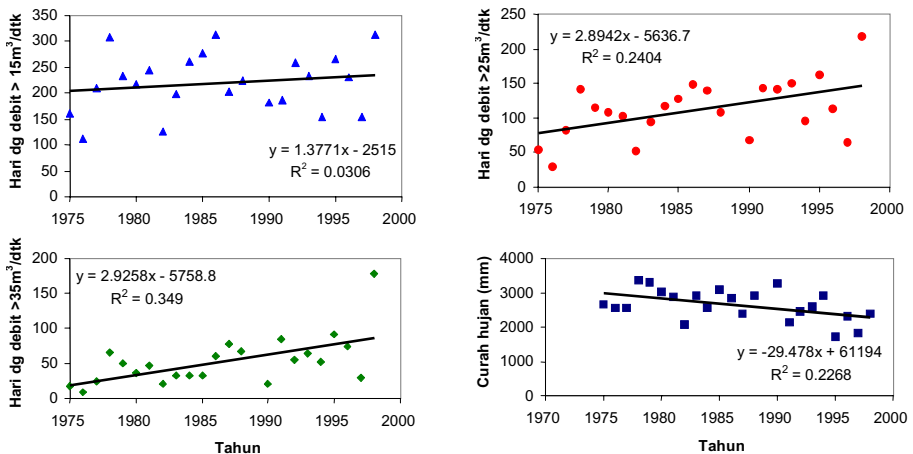 Hari dg debit > 15m³/dtk
350
300
250
200
150
100
50
0
y = 1.3771x - 2515
R² = 0.0306
1975 1980 1985 1990 1995 2000
Hari dg debit >25m³/dtk
250
200
150
100
50
0
y = 2.8942x - 5636.7
R² = 0.2404
1975 1980 1985 1990 1995 2000
Hari dg debit >35m³/dtk
200
150
100
50
0
y = 2.9258x - 5758.8
R² = 0.349
1975 1980 1985 1990 1995 2000
Tahun
Curah hujan (mm)
4000
3000
2000
1000
0
y = -29.478x + 61194
R² = 0.2268
1970 1975 1980 1985 1990 1995 2000
Tahun